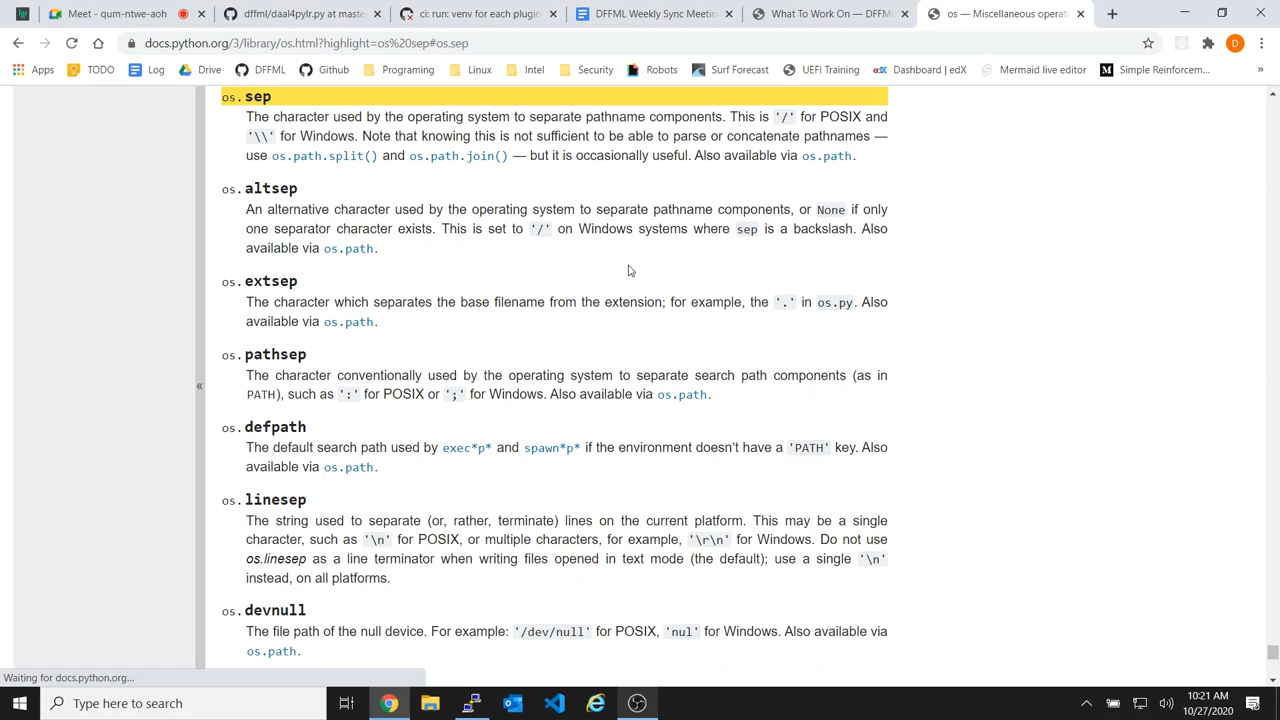 Meet - qum-ntwe-aoh
dffml/daal4pylr.py at maste
ci: run: venv for each plugin
DFFML Weekly Sync Meetin
What To Work On — DFFML
os — Miscellaneous operat
docs.python.org/3/library/os.html?highlight=os%20sep#os.sep
Apps TODO Log Drive DFFML Github Programing Linux Intel Security Robots Surf Forecast UEFI Training Dashboard | edX Mermaid live editor Simple Reinforcem... »
os.sep
The character used by the operating system to separate pathname components. This is '/' for POSIX and
'\\' for Windows. Note that knowing this is not sufficient to be able to parse or concatenate pathnames —
use os.path.split() and os.path.join() — but it is occasionally useful. Also available via os.path.
os.altsep
An alternative character used by the operating system to separate pathname components, or None if only
one separator character exists. This is set to '/' on Windows systems where sep is a backslash. Also
available via os.path.
os.extsep
The character which separates the base filename from the extension; for example, the '.' in os.py. Also
available via os.path.
os.pathsep
The character conventionally used by the operating system to separate search path components (as in
PATH), such as ':' for POSIX or ';' for Windows. Also available via os.path.
«
os.defpath
The default search path used by exec*p* and spawn*p* if the environment doesn't have a 'PATH' key. Also
available via os.path.
os.linesep
The string used to separate (or, rather, terminate) lines on the current platform. This may be a single
character, such as '\n' for POSIX, or multiple characters, for example, '\r\n' for Windows. Do not use
os.linesep as a line terminator when writing files opened in text mode (the default); use a single '\n'
instead, on all platforms.
os.devnull
The file path of the null device. For example: '/dev/null' for POSIX, 'nul' for Windows. Also available via
os.path.
Waiting for docs.python.org...
Type here to search
10:21 AM
10/27/2020